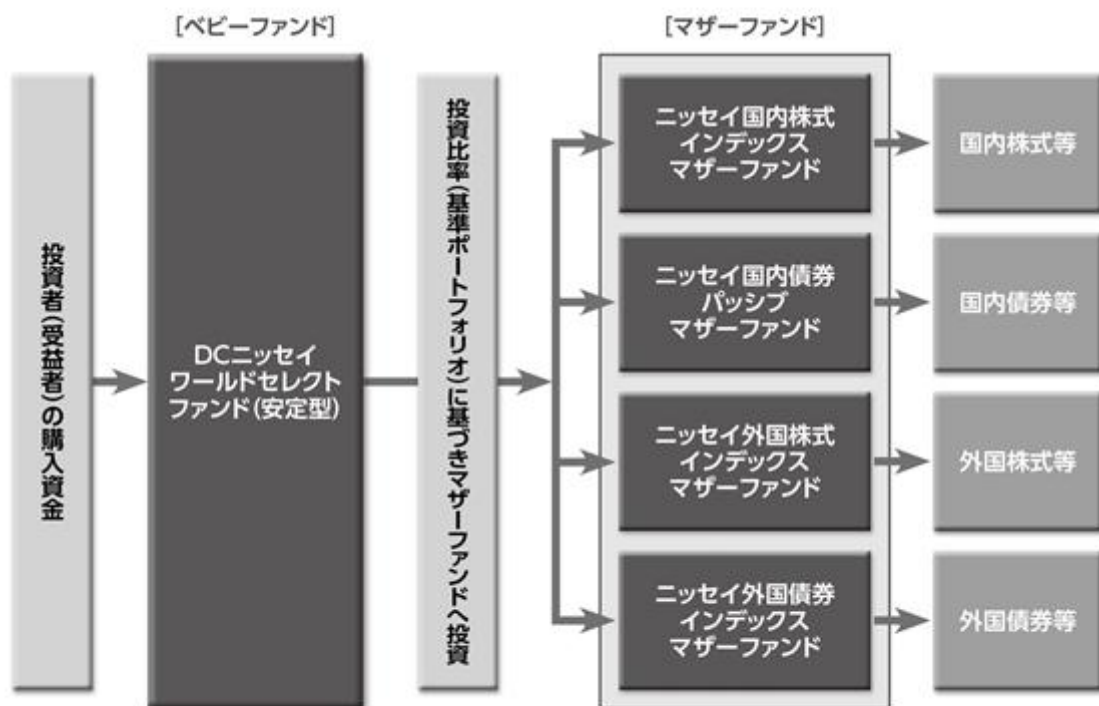 [ベビーファンド]
[マザーファンド]
投資者(受益者)の購入資金
DCニッセイ
ワールドセレクト
ファンド(安定型)
投資比率(基準ポートフォリオ)に基づきマザーファンドへ投資
ニッセイ国内株式
インデックス
マザーファンド
国内株式等
ニッセイ国内債券
パッシブ
マザーファンド
国内債券等
ニッセイ外国株式
インデックス
マザーファンド
外国株式等
ニッセイ外国債券
インデックス
マザーファンド
外国債券等